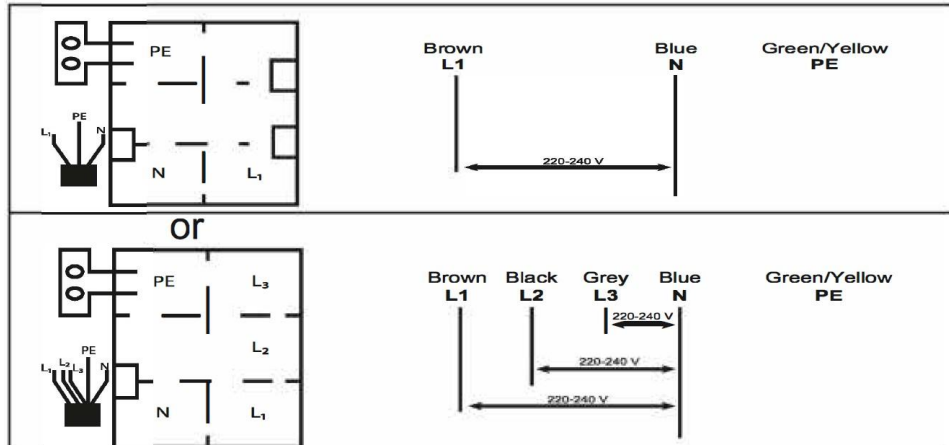 PE
L₁ PE N
N L₁
Brown Blue Green/Yellow
L1 N PE
220-240 V
or
PE L₃
L₂
L₁ L₂ L₃ PE N
N L₁
Brown Black Grey Blue Green/Yellow
L1 L2 L3 N PE
220-240 V
220-240 V
220-240 V